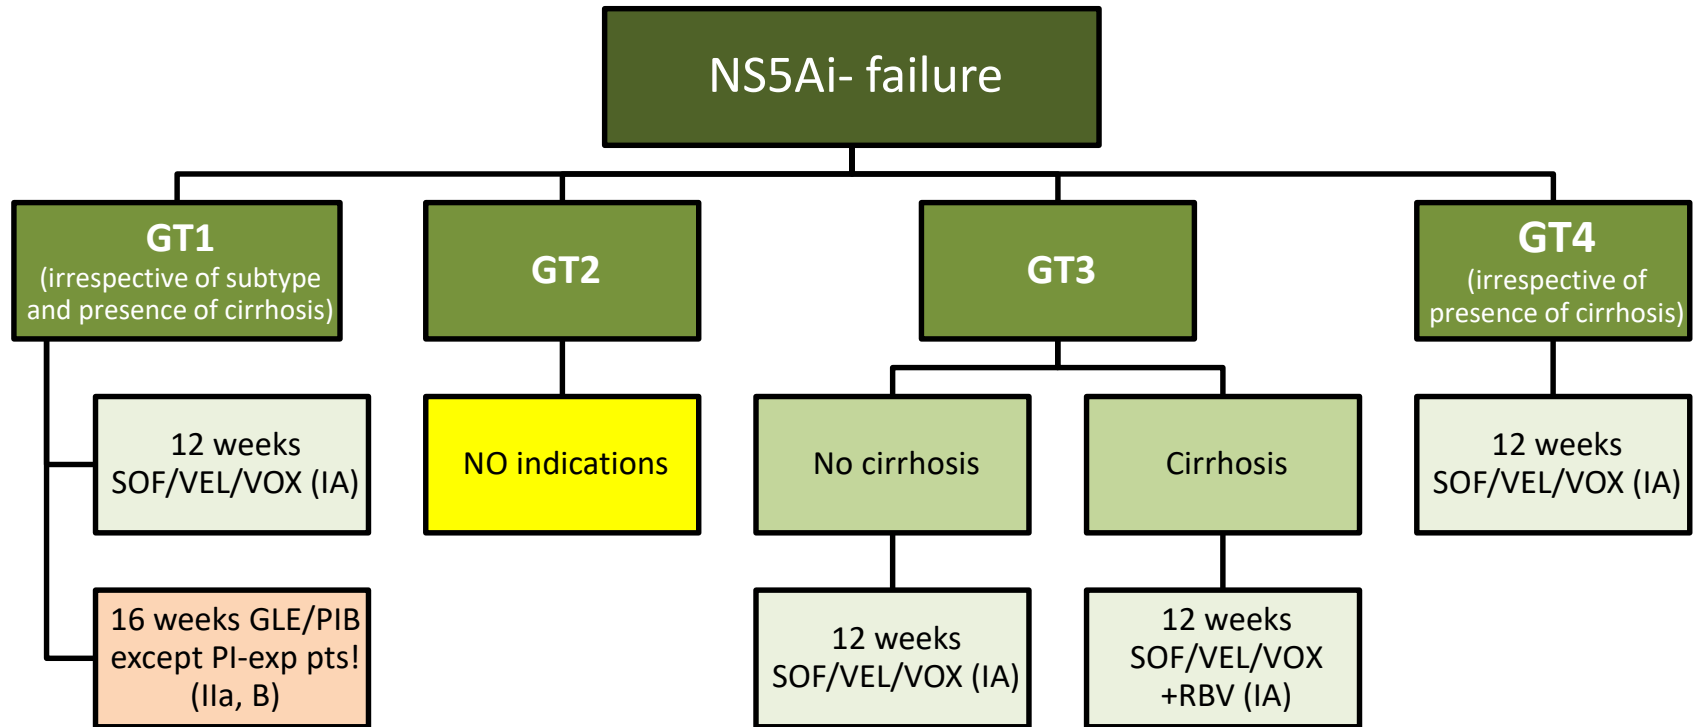 NS5Ai- failure
GT1
(irrespective of subtype
and presence of cirrhosis)
12 weeks
SOF/VEL/VOX (IA)
16 weeks GLE/PIB
except PI-exp pts!
(IIa, B)
GT2
NO indications
GT3
No cirrhosis
12 weeks
SOF/VEL/VOX (IA)
Cirrhosis
12 weeks
SOF/VEL/VOX
+RBV (IA)
GT4
(irrespective of
presence of cirrhosis)
12 weeks
SOF/VEL/VOX (IA)